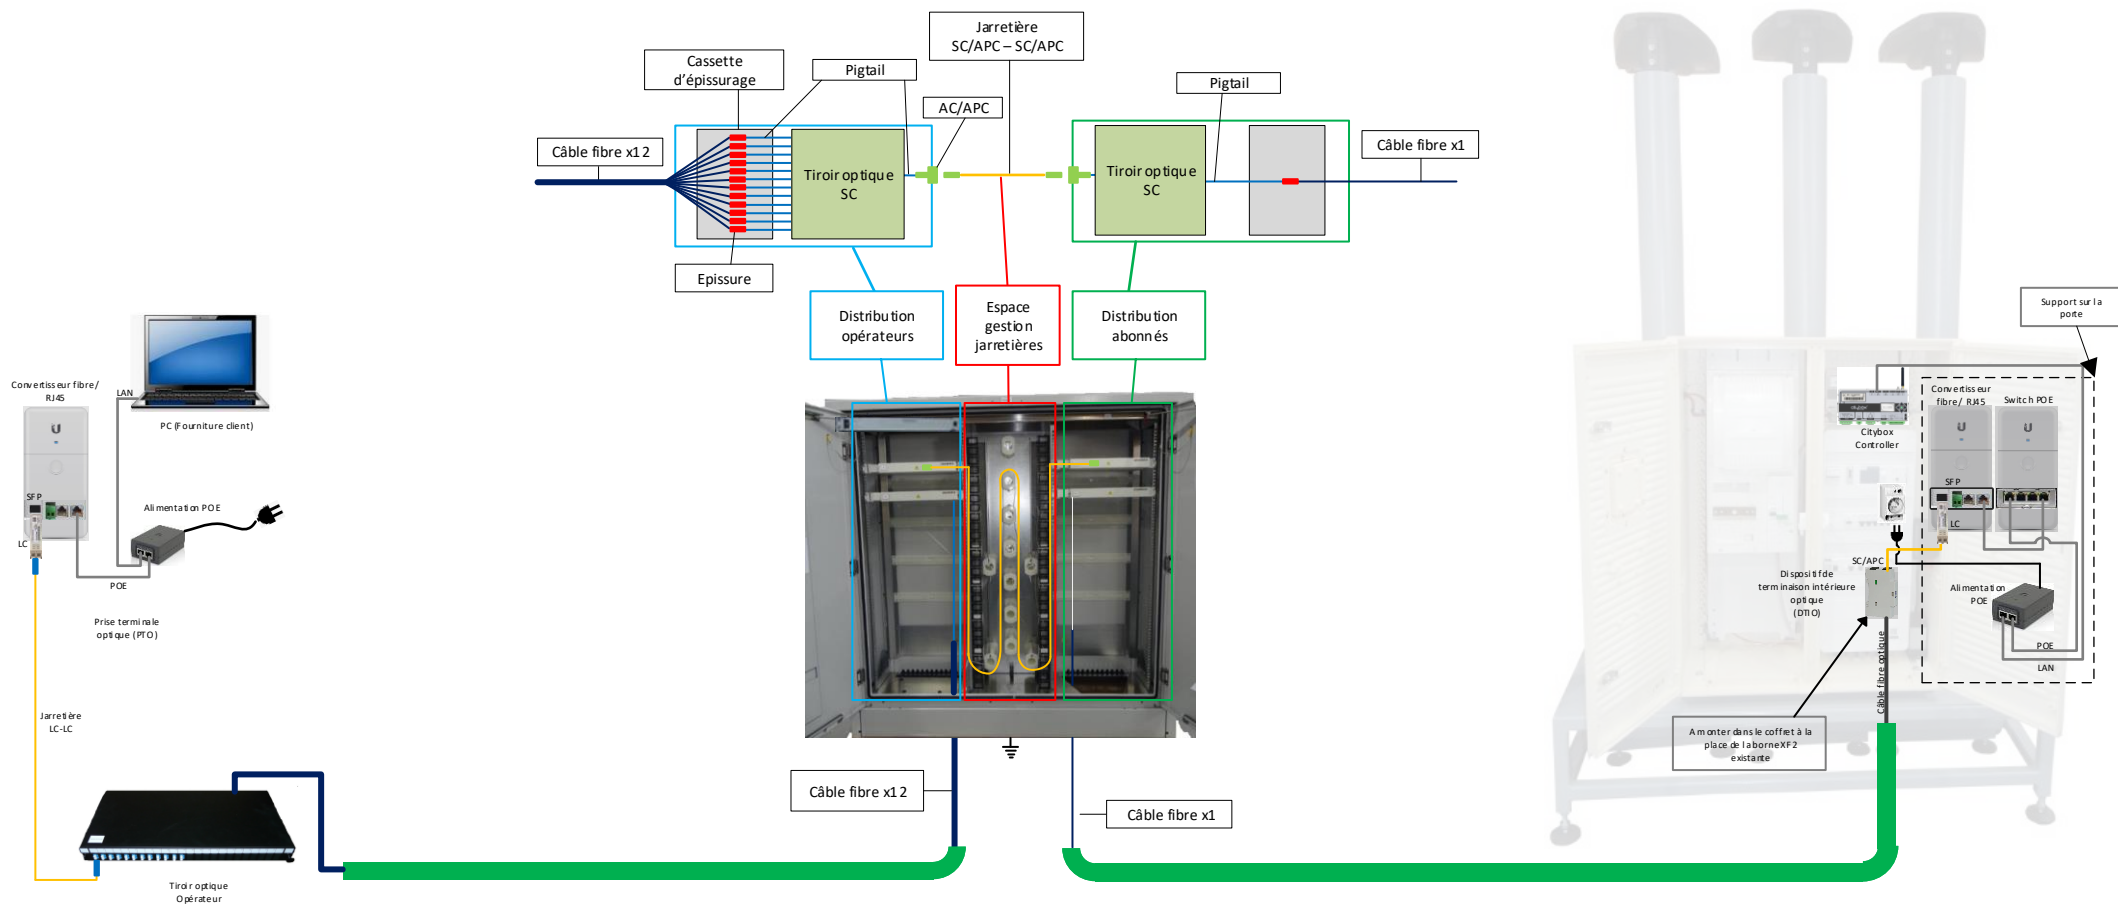 Jarretière
SC/APC – SC/APC
Cassette
d'épissurage
Pigtail
AC/APC
Pigtail
Câble fibre x12
Tiroir optique
SC
Tiroir optique
SC
Câble fibre x1
Epissure
Distribution
opérateurs
Espace
gestion
jarretières
Distribution
abonnés
Support sur la
porte
Convertisseur fibre/
RJ45
LAN
PC (Fourniture client)
SFP
LC
Alimentation POE
POE
Prise terminale
optique (PTO)
Jarretière
LC-LC
Tiroir optique
Opérateur
Câble fibre x12
Câble fibre x1
Citybox
Controller
Convertisseur
fibre/ RJ45
Switch POE
SFP
LC
SC/APC
Dispositif de
terminaison intérieure
optique
(DTIO)
Alimentation
POE
POE
LAN
Câble fibre optique
A monter dans le coffret à la
place de la borne XF2
existante